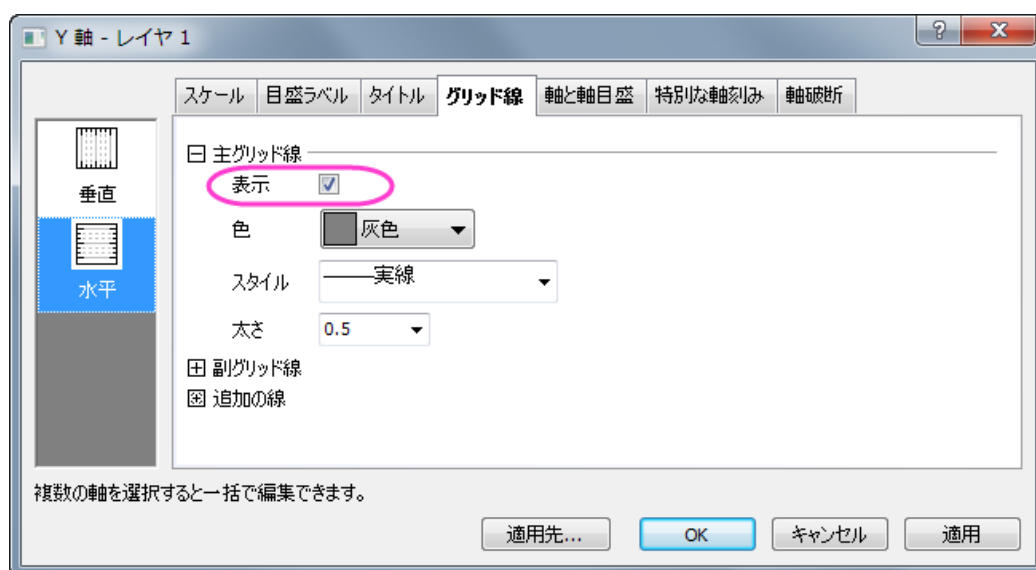 Y 軸 - レイヤ 1
スケール 目盛ラベル タイトル グリッド線 軸と軸目盛 特別な軸刻み 軸破断
垂直
水平
主グリッド線
表示
色 灰色
スタイル 実線
太さ 0.5
副グリッド線
追加の線
複数の軸を選択すると一括で編集できます。
適用先... OK キャンセル 適用